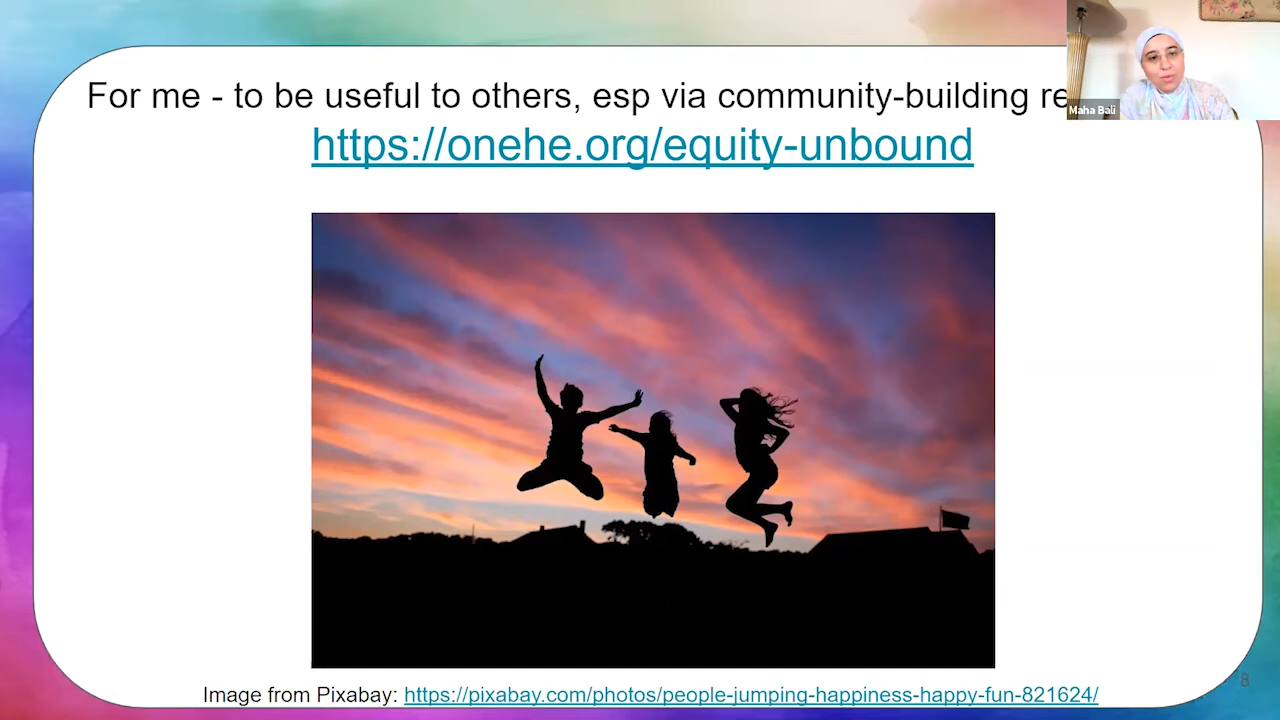 For me - to be useful to others, esp via community-building re
https://onehe.org/equity-unbound
Maha Bali
Image from Pixabay: https://pixabay.com/photos/people-jumping-happiness-happy-fun-821624/
8